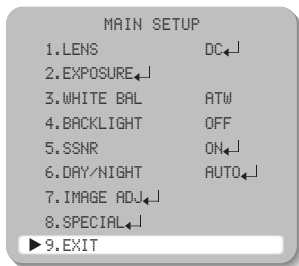 MAIN SETUP
1.LENS DC↵
2.EXPOSURE↵
3.WHITE BAL ATW
4.BACKLIGHT OFF
5.SSNR ON↵
6.DAY/NIGHT AUTO↵
7.IMAGE ADJ↵
8.SPECIAL↵
▶9.EXIT